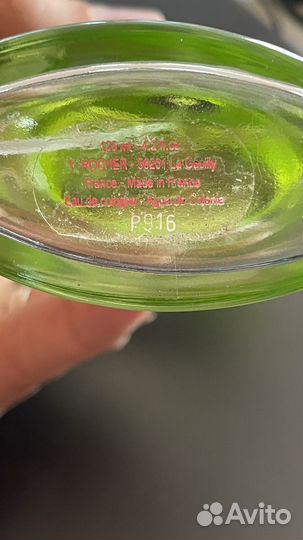 125 ml - 4.2 fl.oz
Y. ROCHER - 56201 La Gacilly
France - Made in France
Eau de cologne - Agua de Colonia
P916
Avito